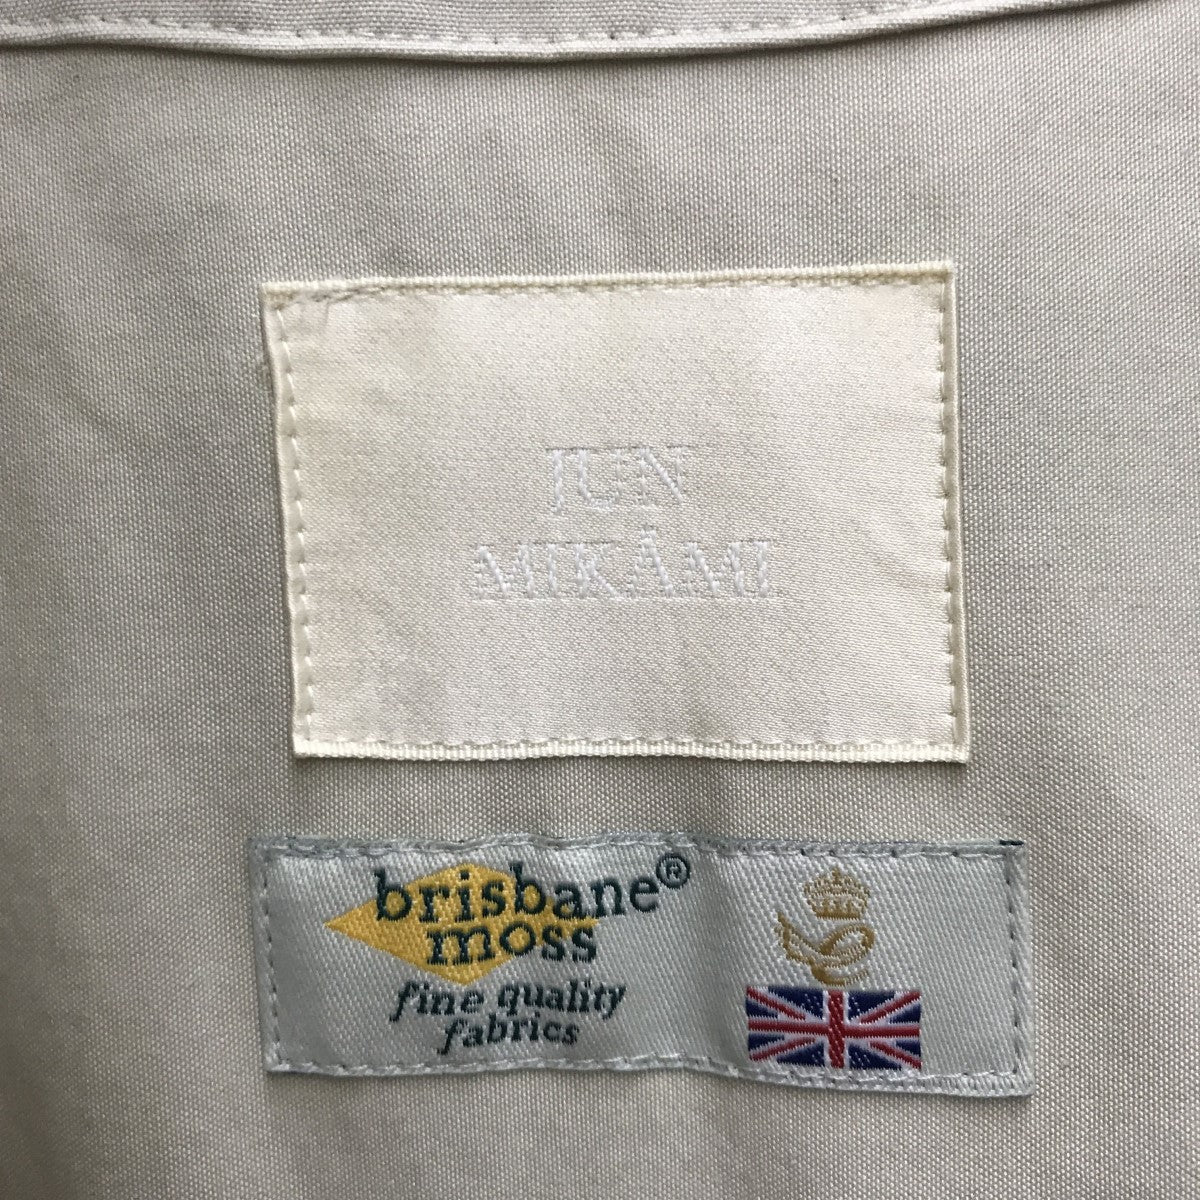 JUN
MIKAMI
brisbane®
moss
fine quality
fabrics